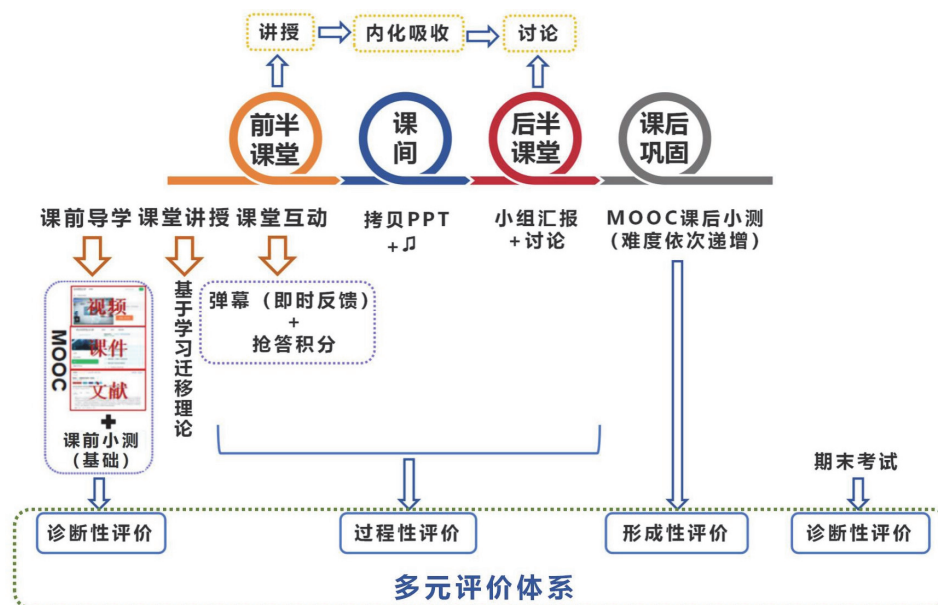 讲授
内化吸收
讨论
前半
课堂
课
间
后半
课堂
课后
巩固
课前导学
课堂讲授
课堂互动
拷贝PPT
+♫
小组汇报
+讨论
MOOC课后小测
(难度依次递增)
MOOC
视频
课件
文献
+
课前小测
(基础)
基于学习迁移理论
弹幕（即时反馈）
+
抢答积分
期末考试
诊断性评价
过程性评价
形成性评价
诊断性评价
多元评价体系